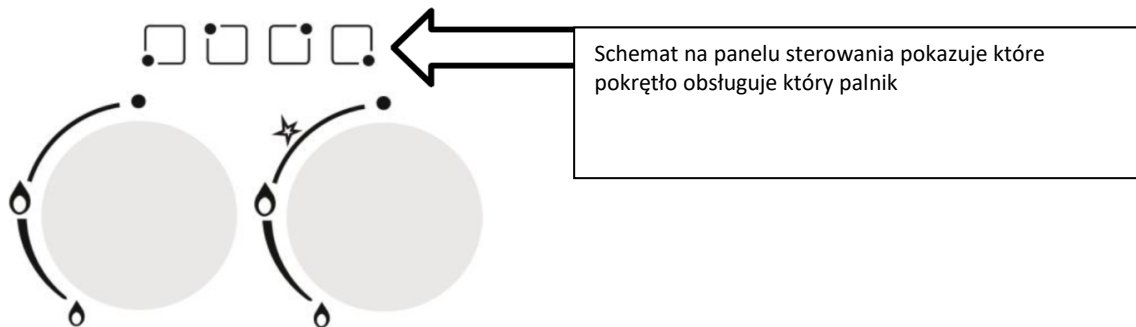 Schemat na panelu sterowania pokazuje które
pokrętło obsługuje który palnik